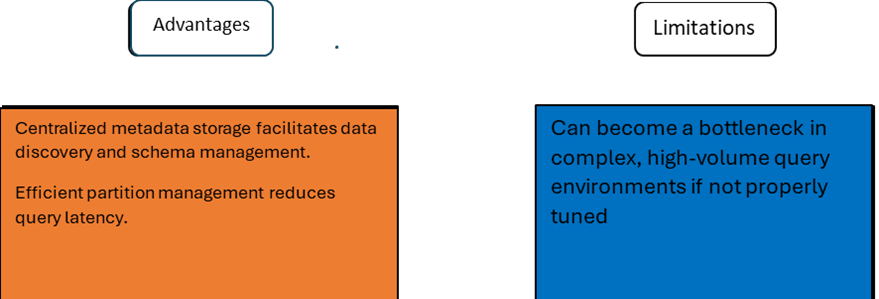 Advantages
Limitations
Centralized metadata storage facilitates data
discovery and schema management.
Efficient partition management reduces
query latency.
Can become a bottleneck in
complex, high-volume query
environments if not properly
tuned